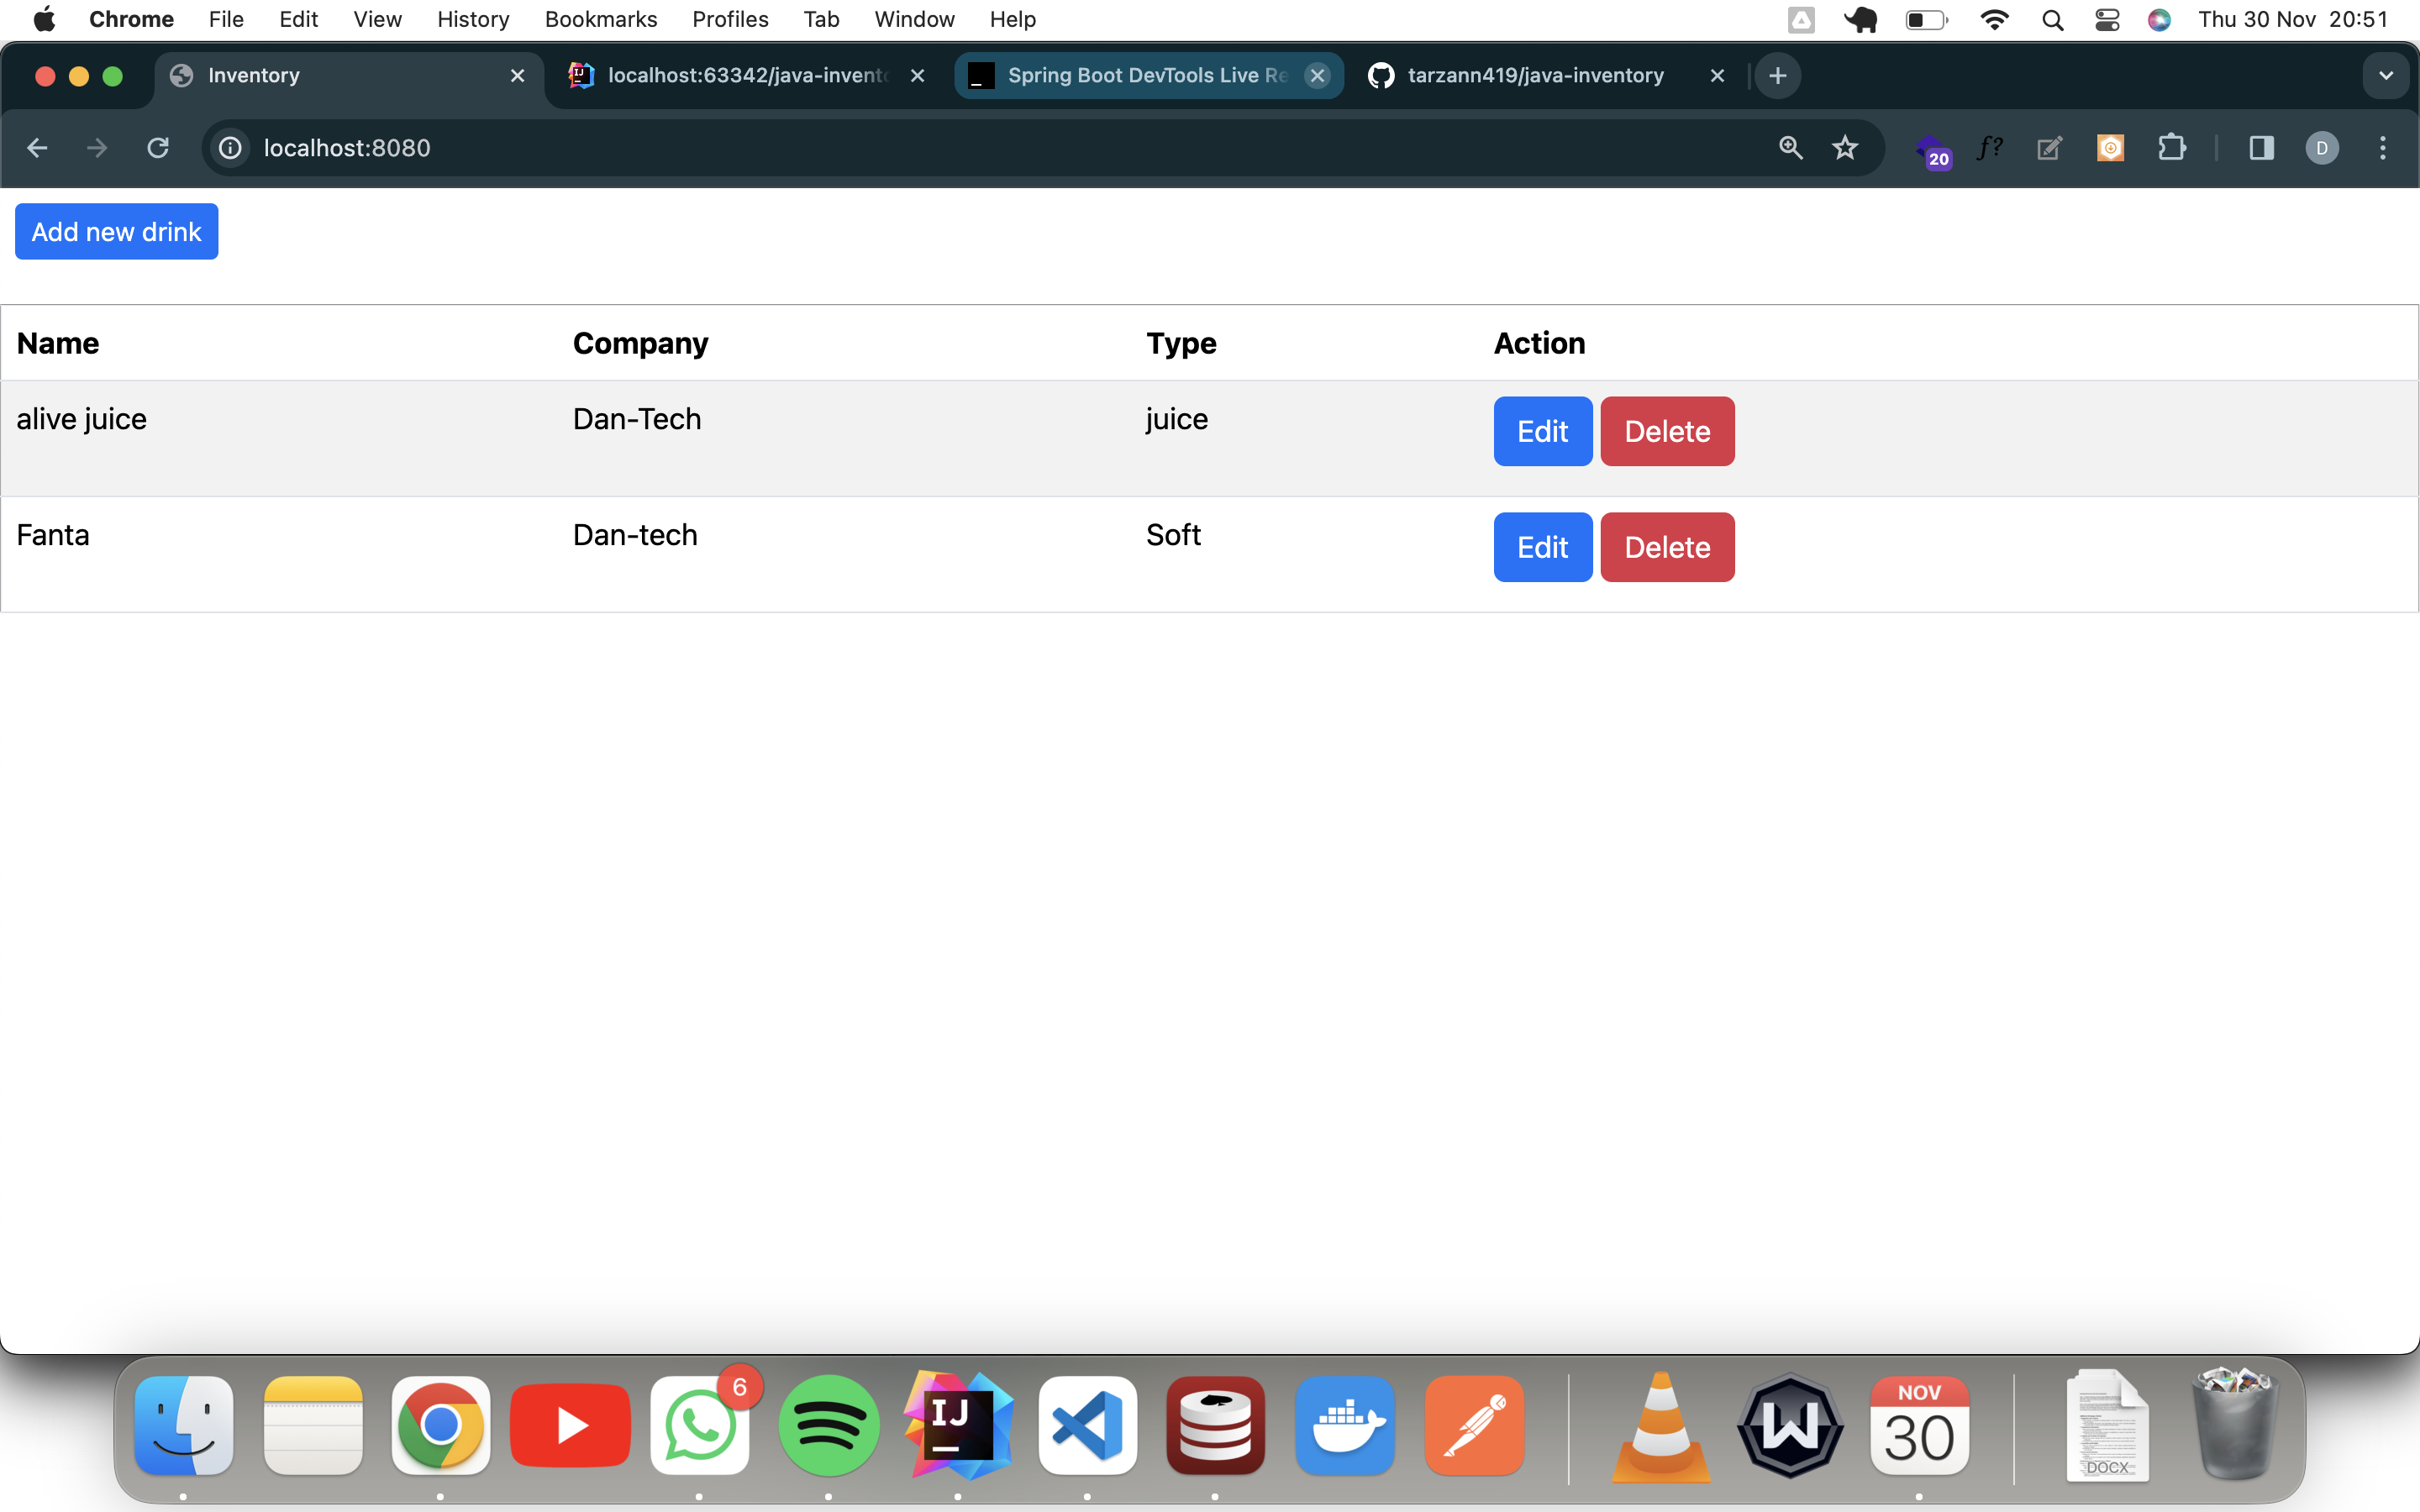 Chrome File Edit View History Bookmarks Profiles Tab Window Help Thu 30 Nov 20:51
Inventory localhost:63342/java-invent Spring Boot DevTools Live Re tarzann419/java-inventory
localhost:8080 20 f? D
Add new drink
Name Company Type Action
alive juice Dan-Tech juice Edit Delete
Fanta Dan-tech Soft Edit Delete
6
IJ
W
NOV
30
DOCX